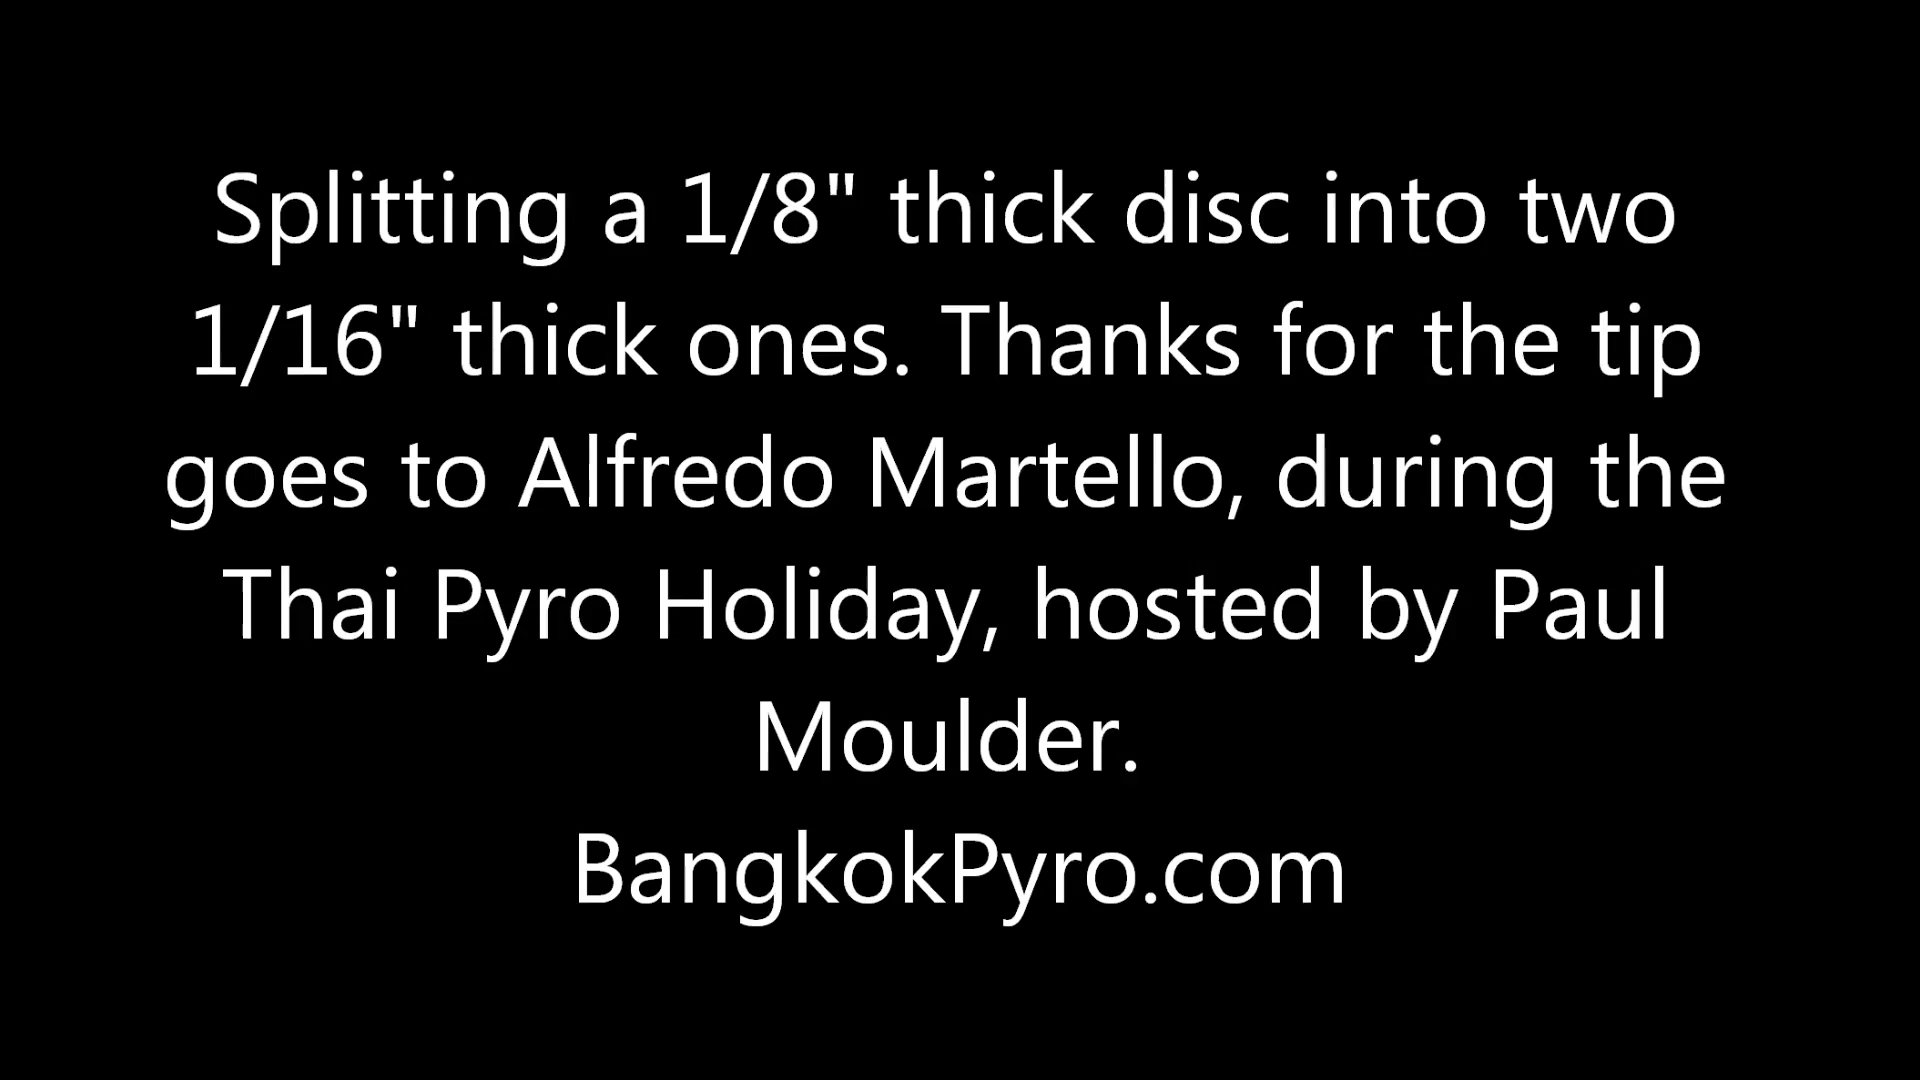 Splitting a 1/8" thick disc into two
1/16" thick ones. Thanks for the tip
goes to Alfredo Martello, during the
Thai Pyro Holiday, hosted by Paul
Moulder.
BangkokPyro.com